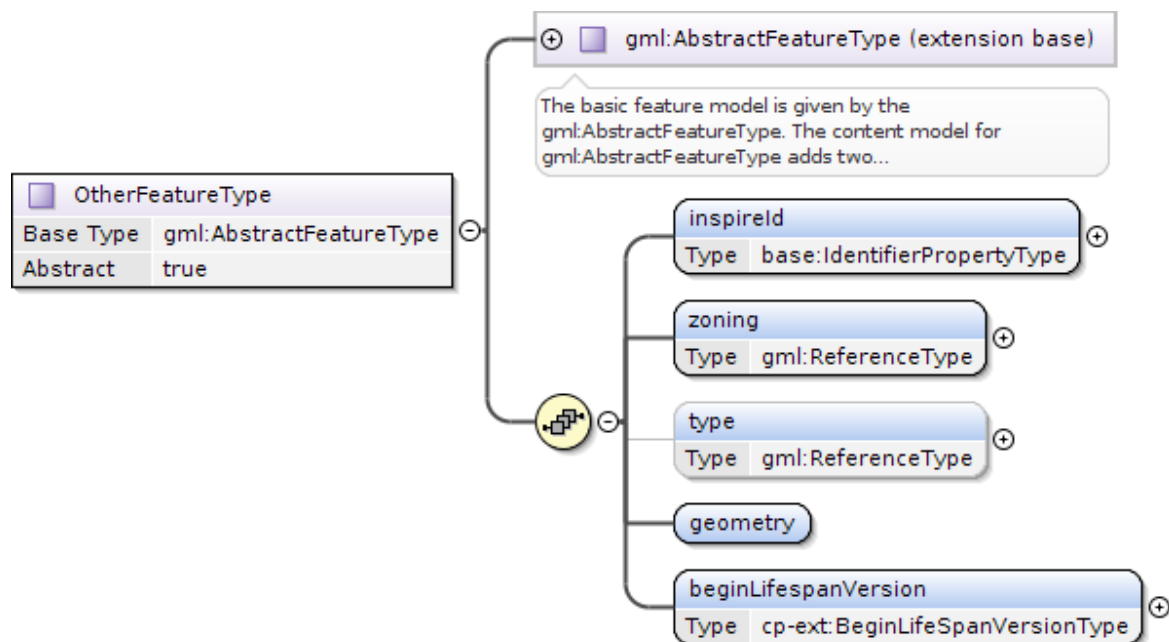 gml:AbstractFeatureType (extension base)
The basic feature model is given by the
gml:AbstractFeatureType. The content model for
gml:AbstractFeatureType adds two...
OtherFeatureType
Base Type gml:AbstractFeatureType
Abstract true
inspireId
Type base:IdentifierPropertyType
zoning
Type gml:ReferenceType
type
Type gml:ReferenceType
geometry
beginLifespanVersion
Type cp-ext:BeginLifeSpanVersionType